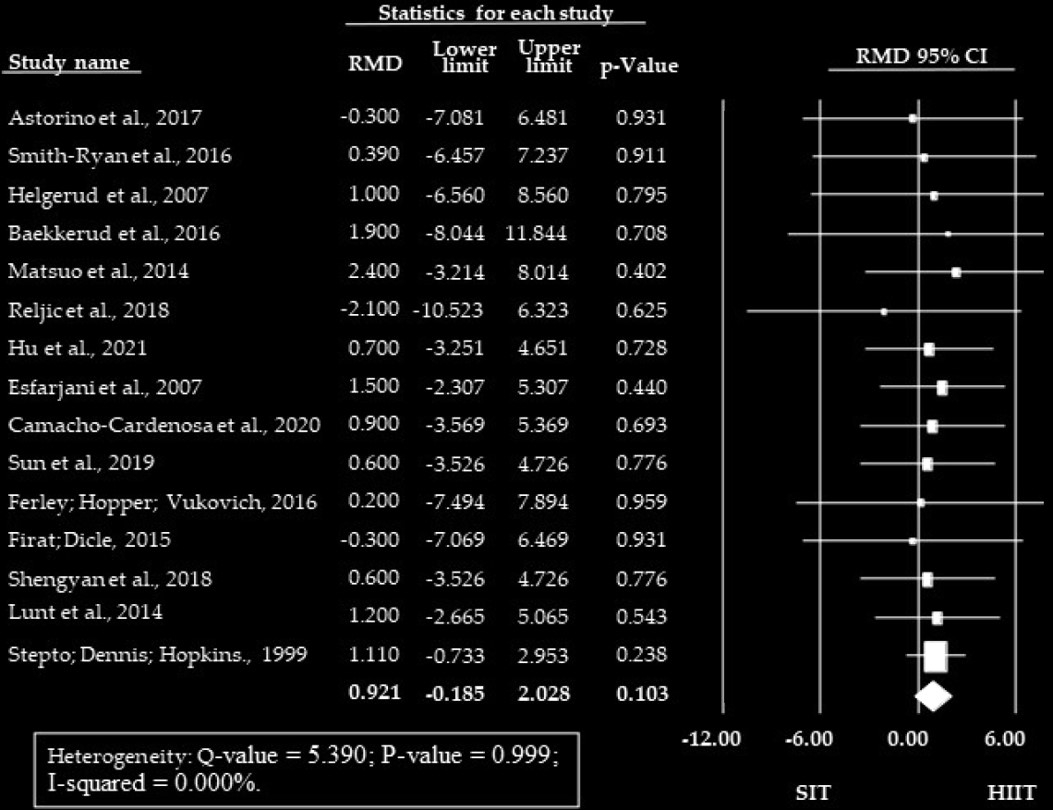 Statistics for each study
Study name RMD Lower limit Upper limit p-Value RMD 95% CI
Astorino et al., 2017 -0.300 -7.081 6.481 0.931
Smith-Ryan et al., 2016 0.390 -6.457 7.237 0.911
Helgerud et al., 2007 1.000 -6.560 8.560 0.795
Baekkerud et al., 2016 1.900 -8.044 11.844 0.708
Matsuo et al., 2014 2.400 -3.214 8.014 0.402
Reljic et al., 2018 -2.100 -10.523 6.323 0.625
Hu et al., 2021 0.700 -3.251 4.651 0.728
Esfarjani et al., 2007 1.500 -2.307 5.307 0.440
Camacho-Cardenosa et al., 2020 0.900 -3.569 5.369 0.693
Sun et al., 2019 0.600 -3.526 4.726 0.776
Ferley; Hopper; Vukovich, 2016 0.200 -7.494 7.894 0.959
Firat;Dicle, 2015 -0.300 -7.069 6.469 0.931
Shengyan et al., 2018 0.600 -3.526 4.726 0.776
Lunt et al., 2014 1.200 -2.665 5.065 0.543
Stepto; Dennis; Hopkins., 1999 1.110 -0.733 2.953 0.238
0.921 -0.185 2.028 0.103
-12.00 -6.00 0.00 6.00
SIT HIIT
Heterogeneity: Q-value = 5.390; P-value = 0.999;
I-squared = 0.000%.